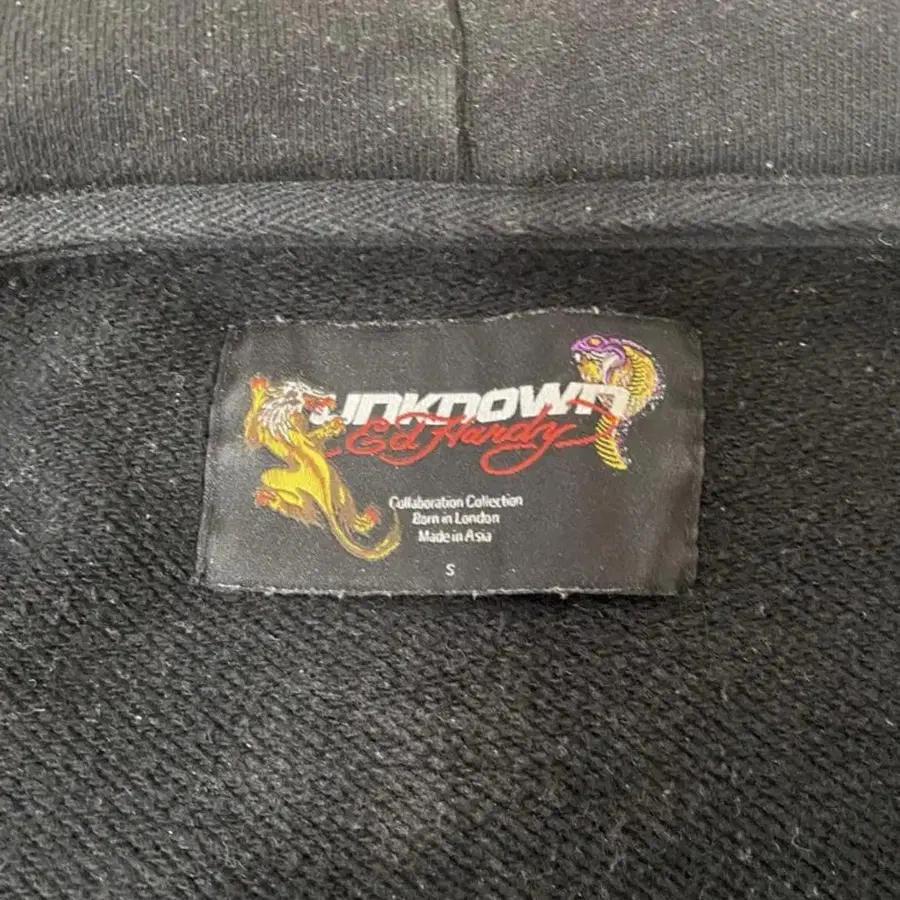 UNKNOWN
Ed Hardy
Collaboration Collection
Born in London
Made in Asia
S